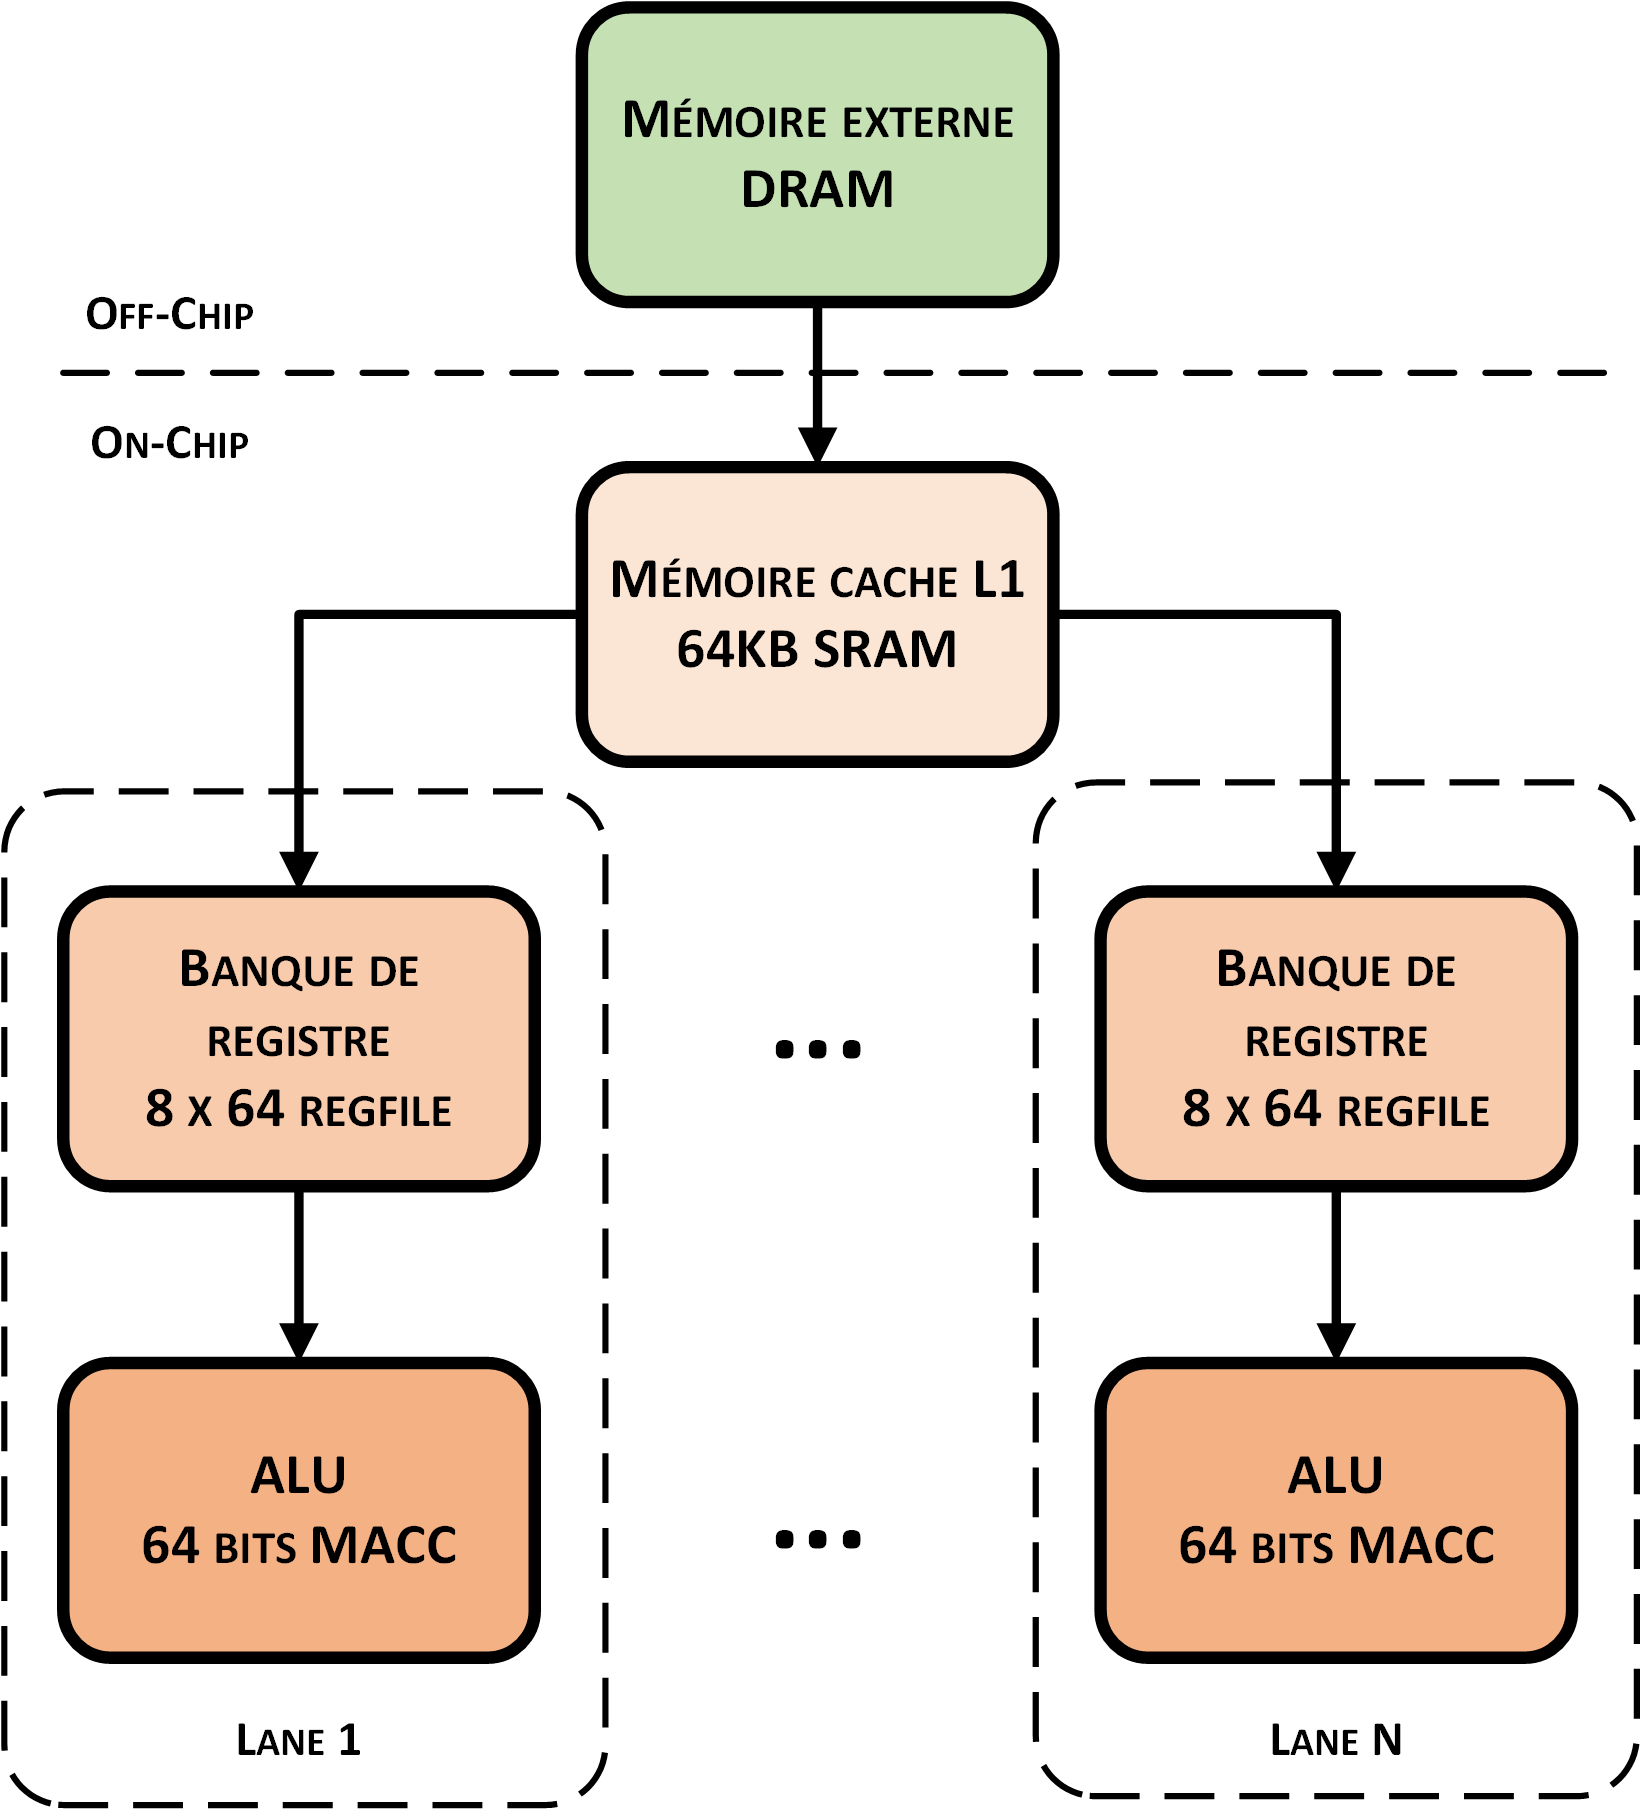 MÉMOIRE EXTERNE
DRAM
OFF-CHIP
ON-CHIP
MÉMOIRE CACHE L1
64KB SRAM
BANQUE DE
REGISTRE
8 X 64 REGFILE
BANQUE DE
REGISTRE
8 X 64 REGFILE
...
ALU
64 BITS MACC
ALU
64 BITS MACC
...
LANE 1
LANE N